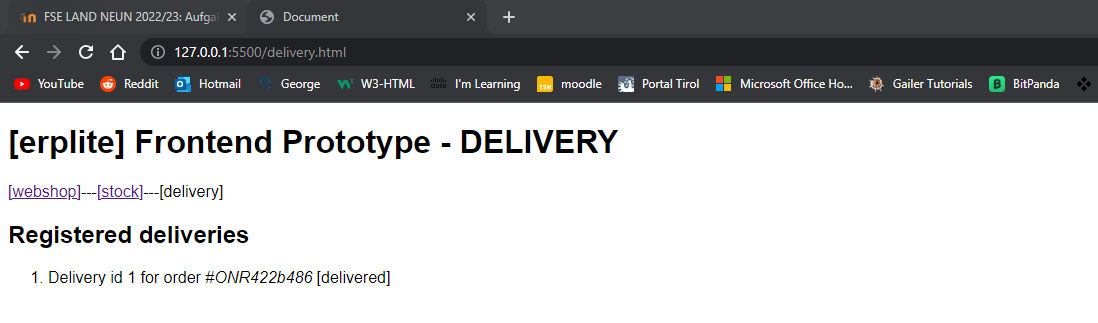 FSE LAND NEUN 2022/23: Aufga
Document
127.0.0.1:5500/delivery.html
YouTube Reddit Hotmail George W3-HTML I'm Learning moodle Portal Tirol Microsoft Office Ho... Gailer Tutorials BitPanda
[erplite] Frontend Prototype - DELIVERY
[webshop]---[stock]---[delivery]
Registered deliveries
1. Delivery id 1 for order #ONR422b486 [delivered]